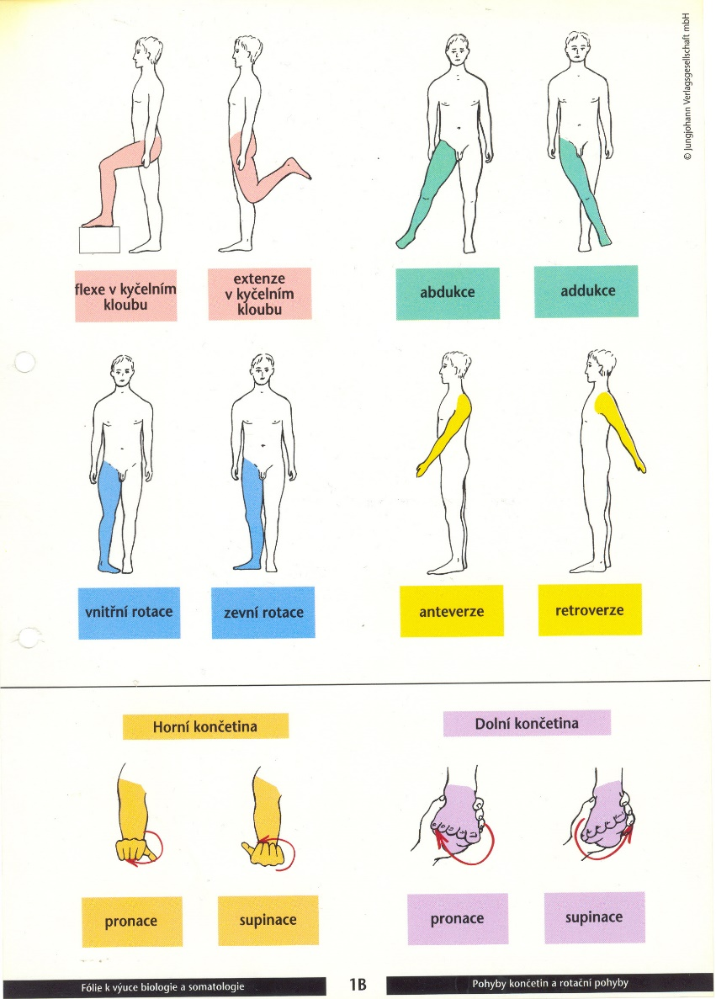 © Jungjohann Verlagsgesellschaft mbH
flexe v kyčelním
kloubu
extenze
v kyčelním
kloubu
abdukce
addukce
vnitřní rotace
zevní rotace
anteverze
retroverze
Horní končetina
Dolní končetina
pronace
supinace
pronace
supinace
Fólie k výuce biologie a somatologie
1B
Pohyby končetin a rotační pohyby